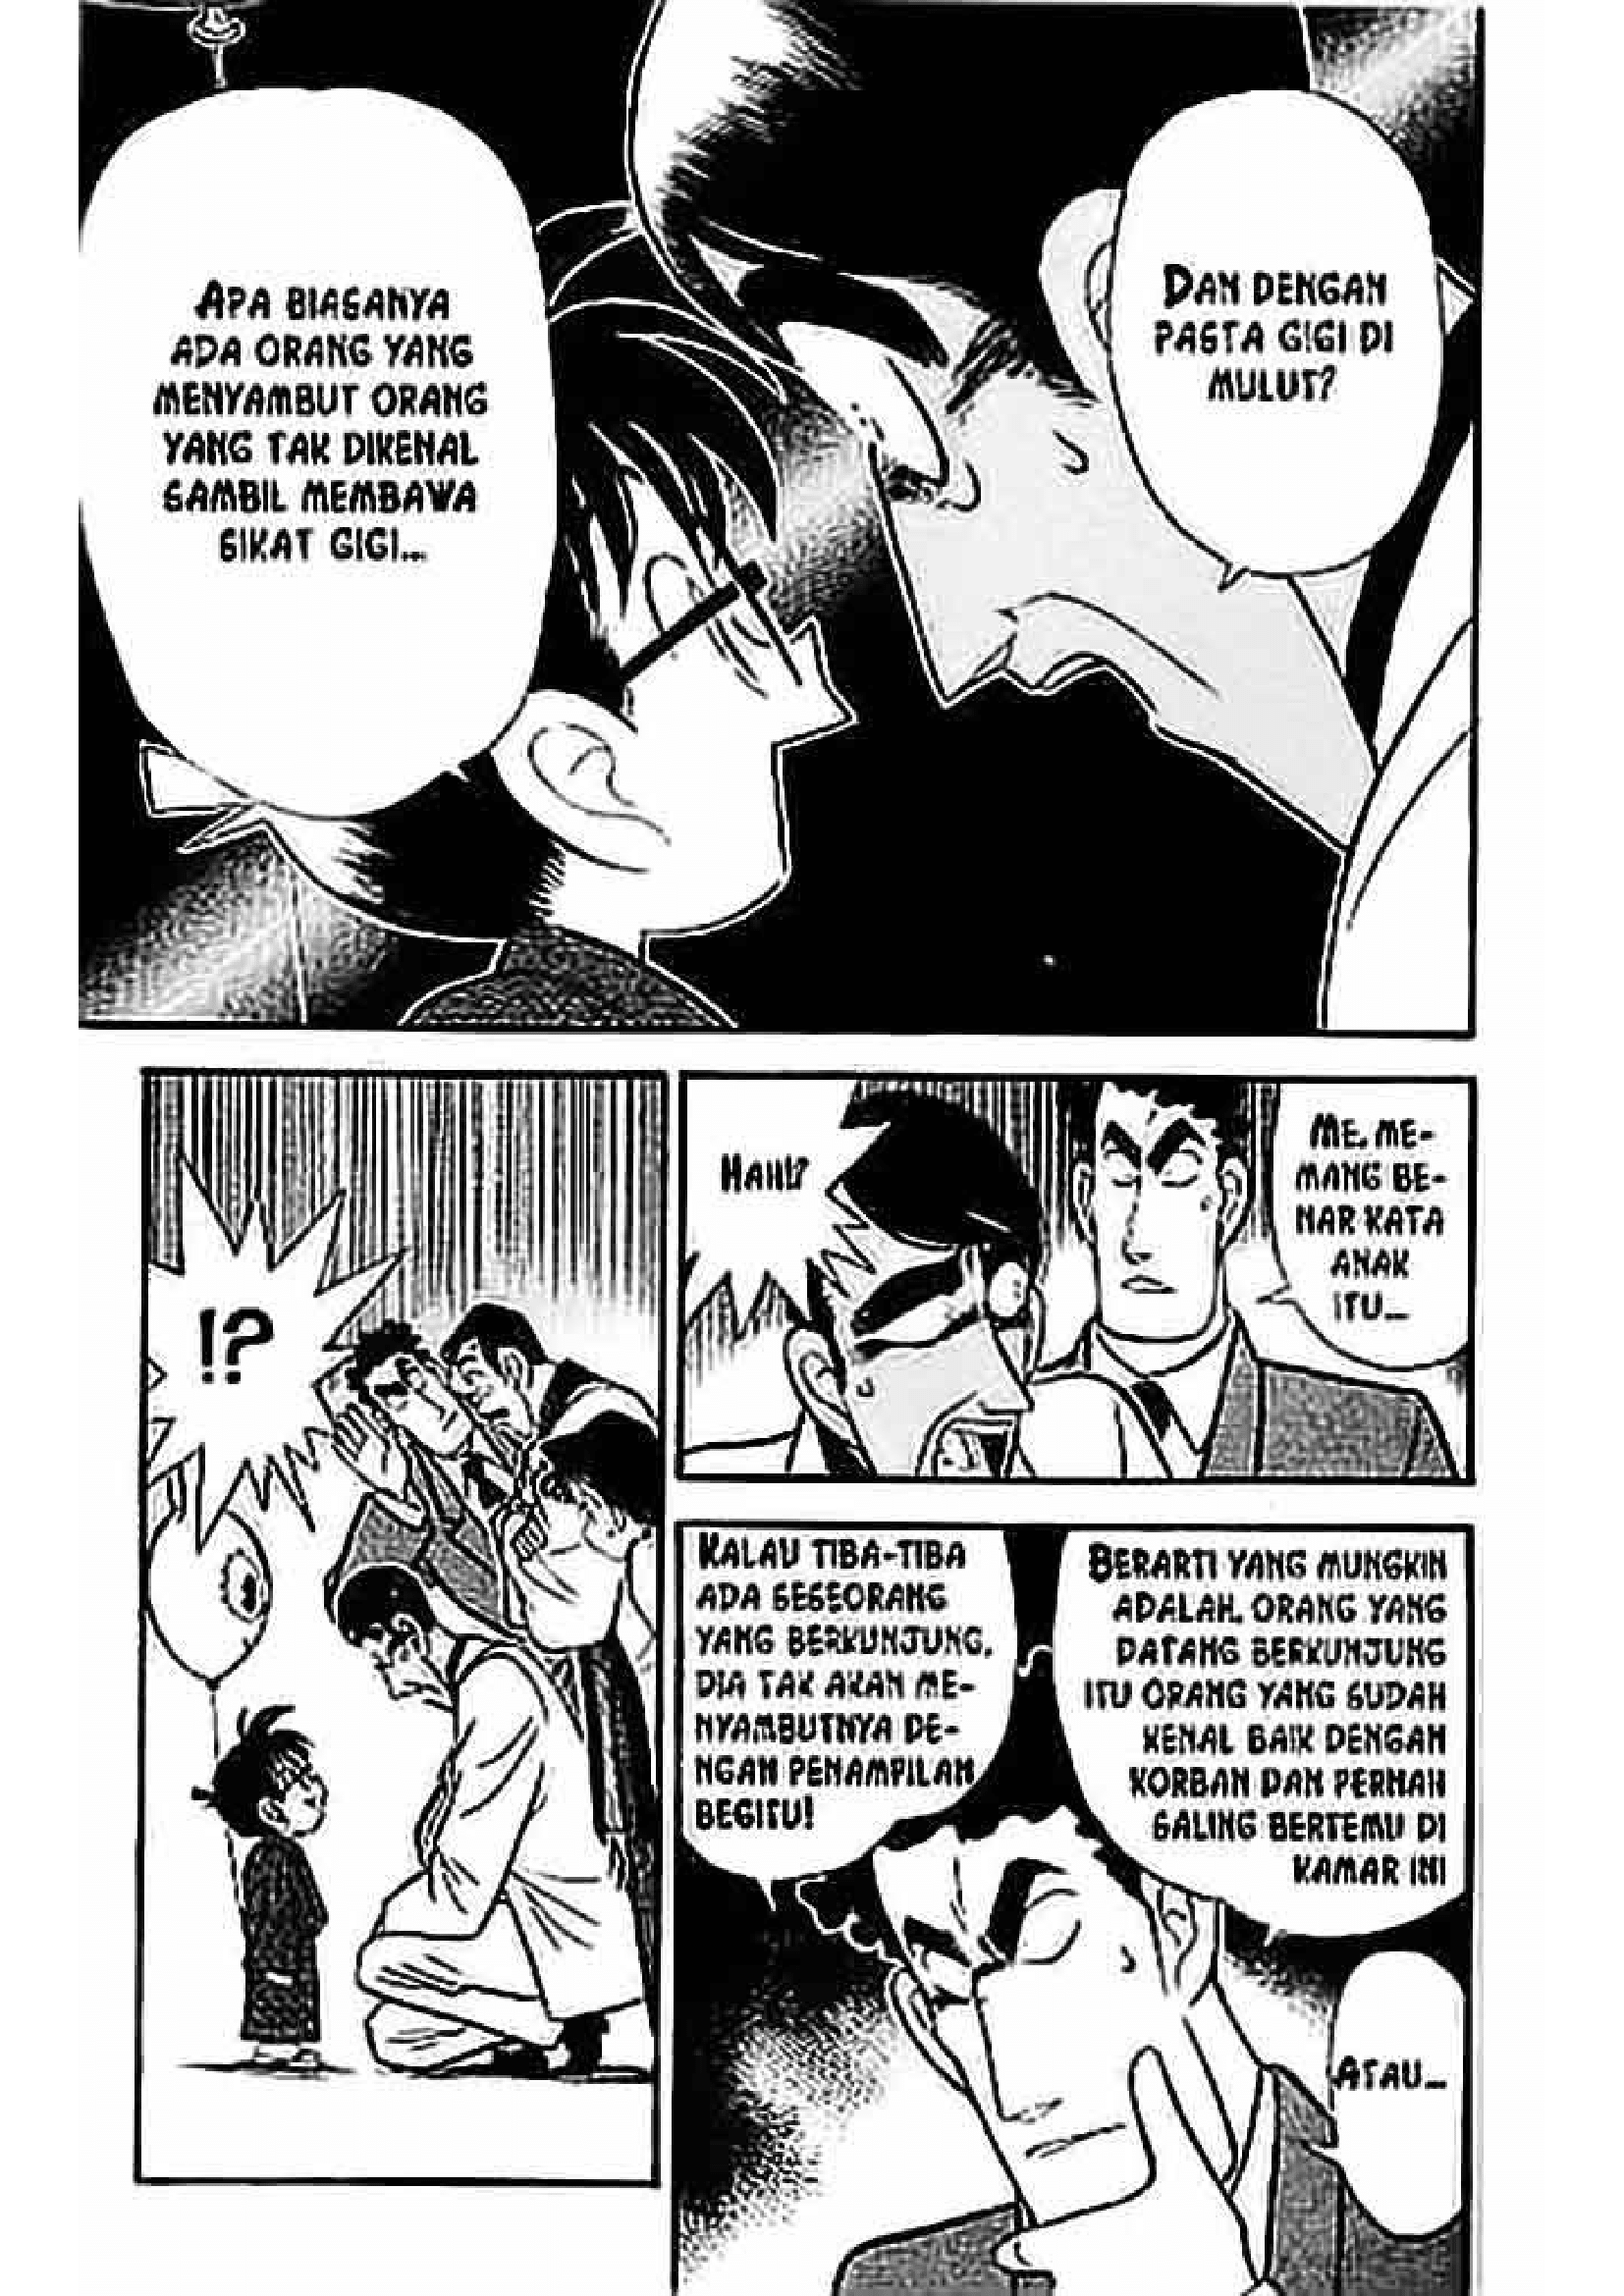 APA BIASANYA
ADA ORANG YANG
MENYAMBUT ORANG
YANG TAK DIKENAL
SAMBIL MEMBAWA
SIKAT GIGI...
DAN DENGAN
PASTA GIGI DI
MULUT?
ME, ME-
MANG BE-
NAR KATA
ANAK
ITU...
HAH!?
!?
BERARTI YANG MUNGKIN
ADALAH, ORANG YANG
DATANG BERKUNJUNG
ITU ORANG YANG SUDAH
KENAL BAIK DENGAN
KORBAN DAN PERNAH
SALING BERTEMU DI
KAMAR INI
KALAU TIBA-TIBA
ADA SESEORANG
YANG BERKUNJUNG,
DIA TAK AKAN ME-
NYAMBUTNYA DE-
NGAN PENAMPILAN
BEGITU!
ATAU...